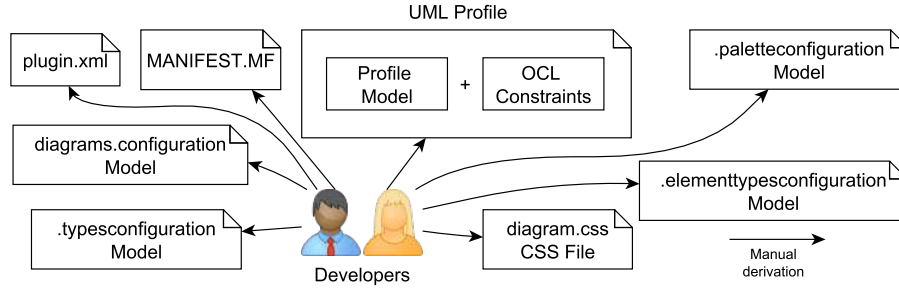 UML Profile
plugin.xml
MANIFEST.MF
Profile
Model
+
OCL
Constraints
.paletteconfiguration
Model
diagrams.configuration
Model
.elementtypesconfiguration
Model
.typesconfiguration
Model
diagram.css
CSS File
Developers
Manual
derivation